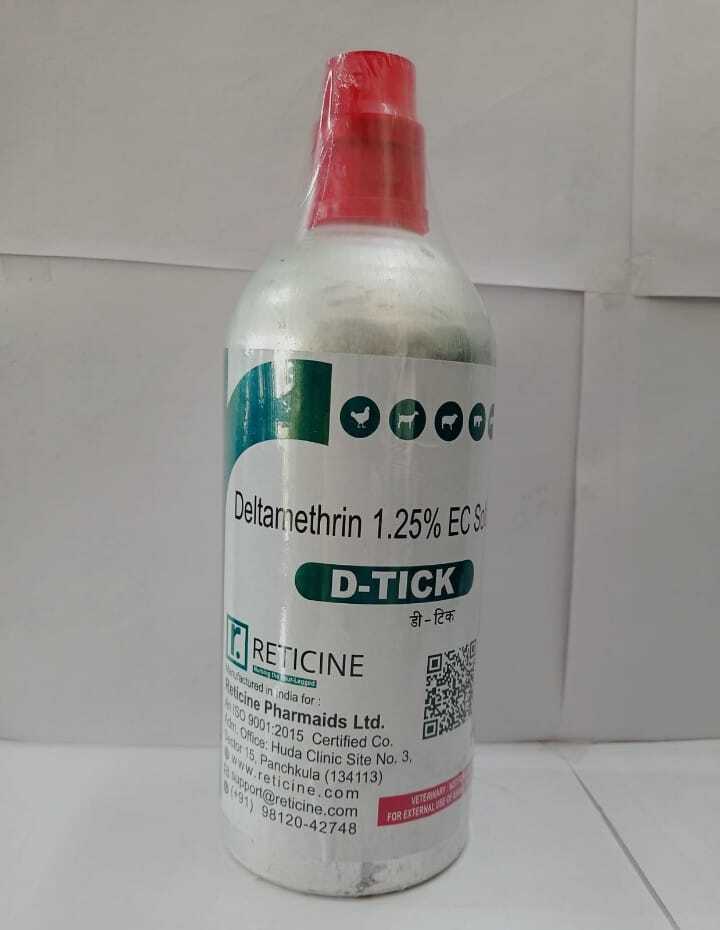 Deltamethrin 1.25% EC
D-TICK
डी - टिक
r.
RETICINE
Manufactured in India for :
Reticine Pharmaids Ltd.
An ISO 9001:2015 Certified Co.
Adm. Office: Huda Clinic Site No. 3,
Sector 15, Panchkula (134113)
www.reticine.com
support@reticine.com
(+91) 98120-42748
VETERINARY
FOR EXTERNAL USE